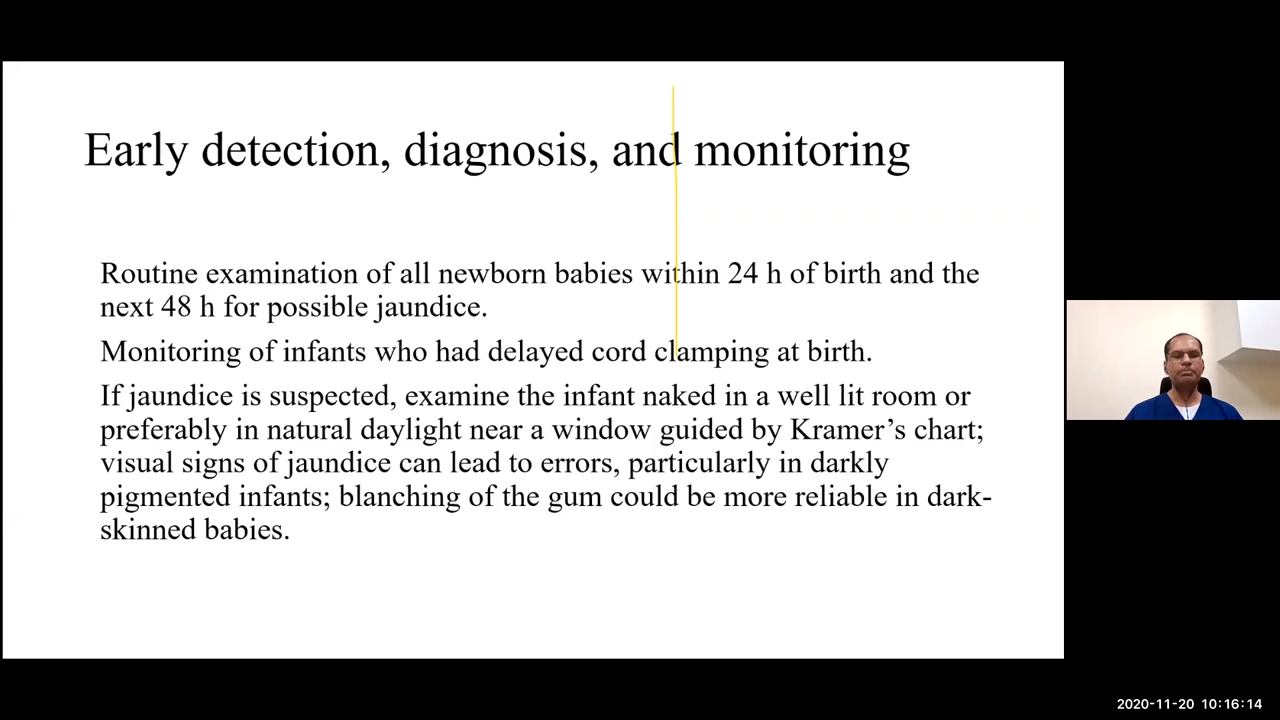 Early detection, diagnosis, and monitoring
Routine examination of all newborn babies within 24 h of birth and the
next 48 h for possible jaundice.
Monitoring of infants who had delayed cord clamping at birth.
If jaundice is suspected, examine the infant naked in a well lit room or
preferably in natural daylight near a window guided by Kramer’s chart;
visual signs of jaundice can lead to errors, particularly in darkly
pigmented infants; blanching of the gum could be more reliable in dark-
skinned babies.
2020-11-20 10:16:14